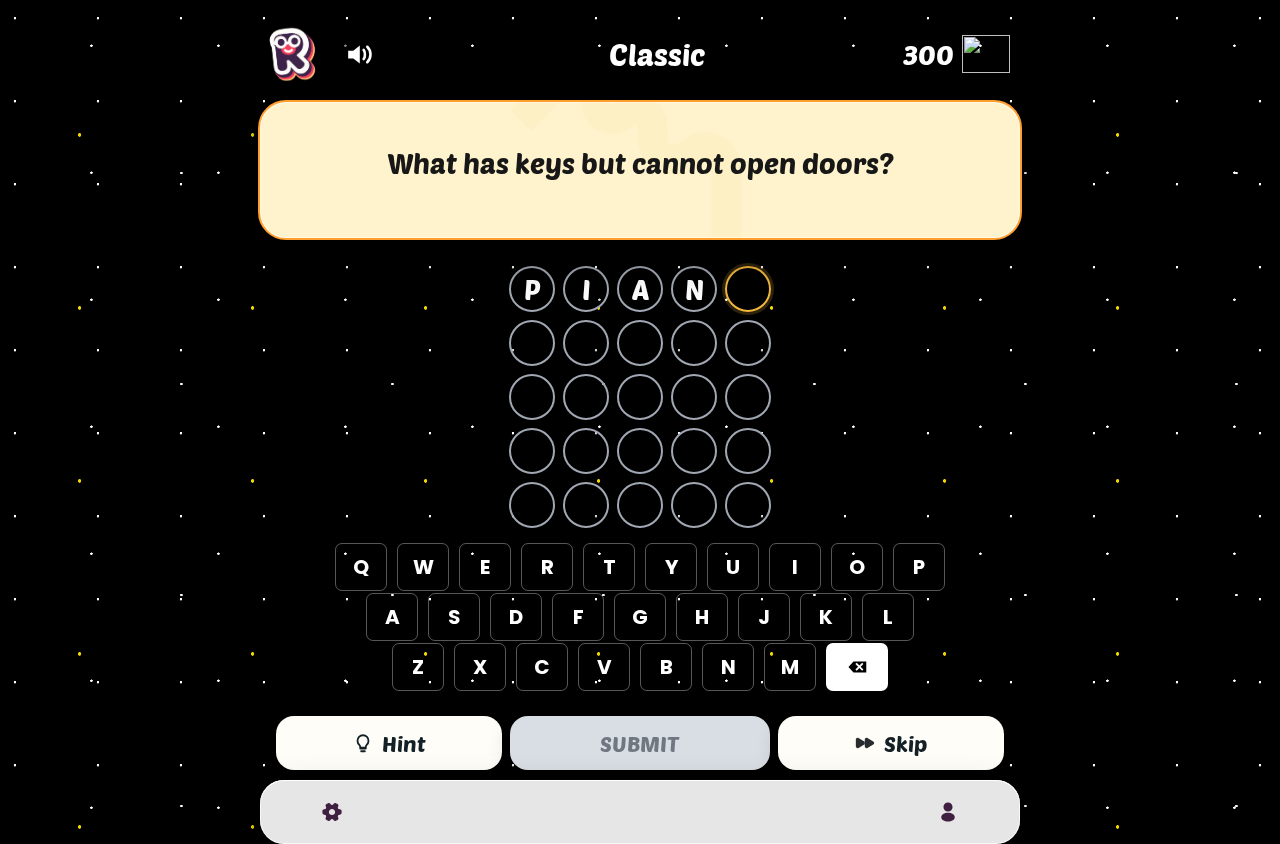 Classic
300
What has keys but cannot open doors?
P I A N
Q W E R T Y U I O P
A S D F G H J K L
Z X C V B N M
Hint SUBMIT Skip